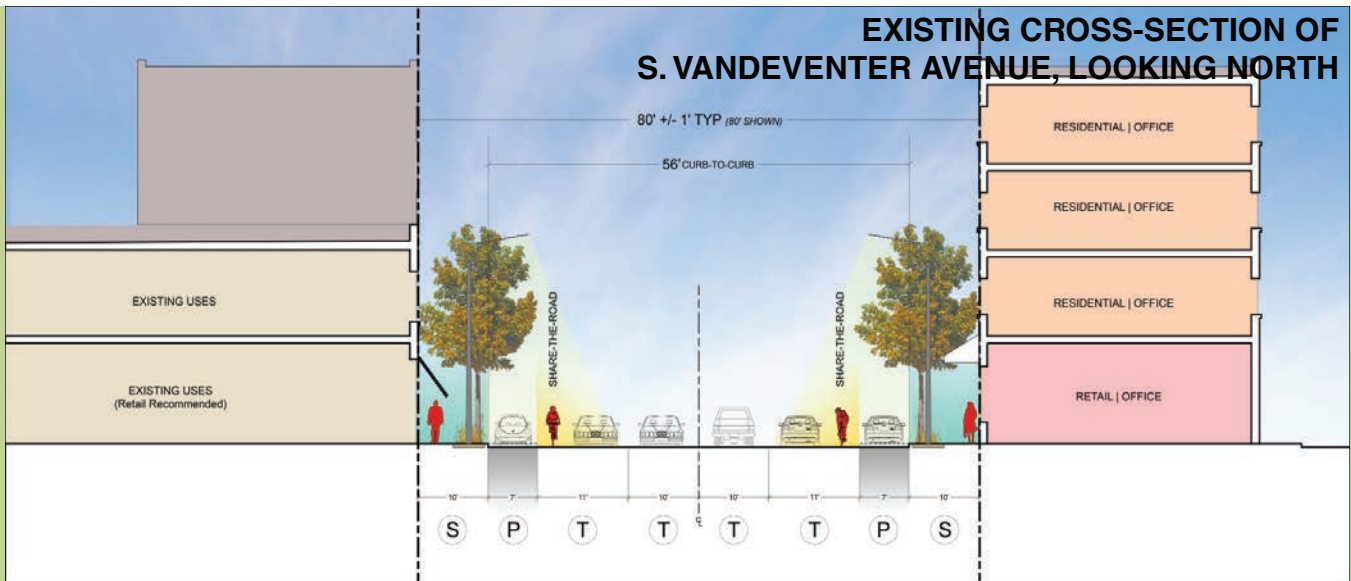 EXISTING CROSS-SECTION OF
S. VANDEVENTER AVENUE, LOOKING NORTH
80' +/- 1' TYP (80' SHOWN)
56' CURB-TO-CURB
RESIDENTIAL | OFFICE
RESIDENTIAL | OFFICE
EXISTING USES
RESIDENTIAL | OFFICE
SHARE-THE-ROAD
SHARE-THE-ROAD
EXISTING USES
(Retail Recommended)
RETAIL | OFFICE
10' 7' 11' 10' 10' 11' 7' 10'
℄
S P T T T T P S